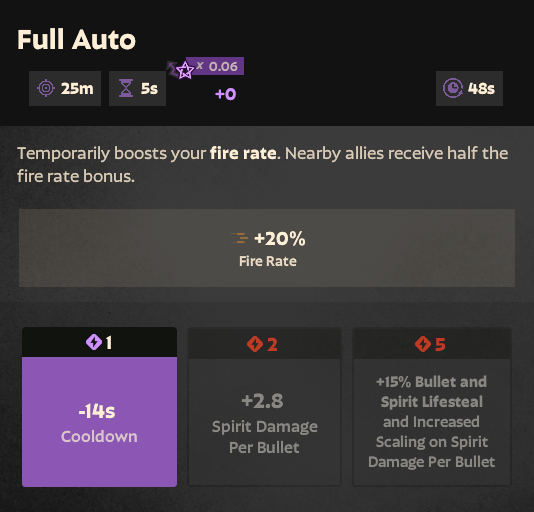 Full Auto
x 0.06
25m
5s
+0
48s
Temporarily boosts your fire rate. Nearby allies receive half the
fire rate bonus.
+20%
Fire Rate
1
2
5
-14s
Cooldown
+2.8
Spirit Damage
Per Bullet
+15% Bullet and
Spirit Lifesteal
and Increased
Scaling on Spirit
Damage Per Bullet